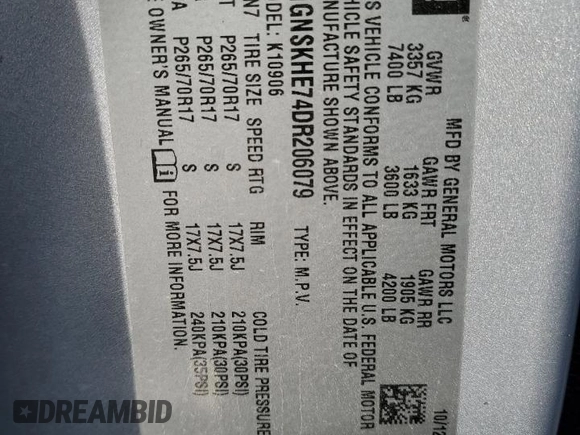 MFD BY GENERAL MOTORS LLC 10/12
GVWR GAWR FRT GAWR RR
3357 KG 1633 KG 1905 KG
7400 LB 3600 LB 4200 LB
S VEHICLE CONFORMS TO ALL APPLICABLE U.S. FEDERAL MOTOR
HICLE SAFETY STANDARDS IN EFFECT ON THE DATE OF
NUFACTURE SHOWN ABOVE.
GNSKHE74DR206079 TYPE: M.P.V.
DEL: K10906
NT TIRE SIZE SPEED RTG RIM COLD TIRE PRESSURE
T P265/70R17 S 17X7.5J 210KPA(30PSI)
P265/70R17 S 17X7.5J 210KPA(30PSI)
A P265/70R17 S 17X7.5J 240KPA(35PSI)
E OWNER'S MANUAL FOR MORE INFORMATION.
DREAMBID